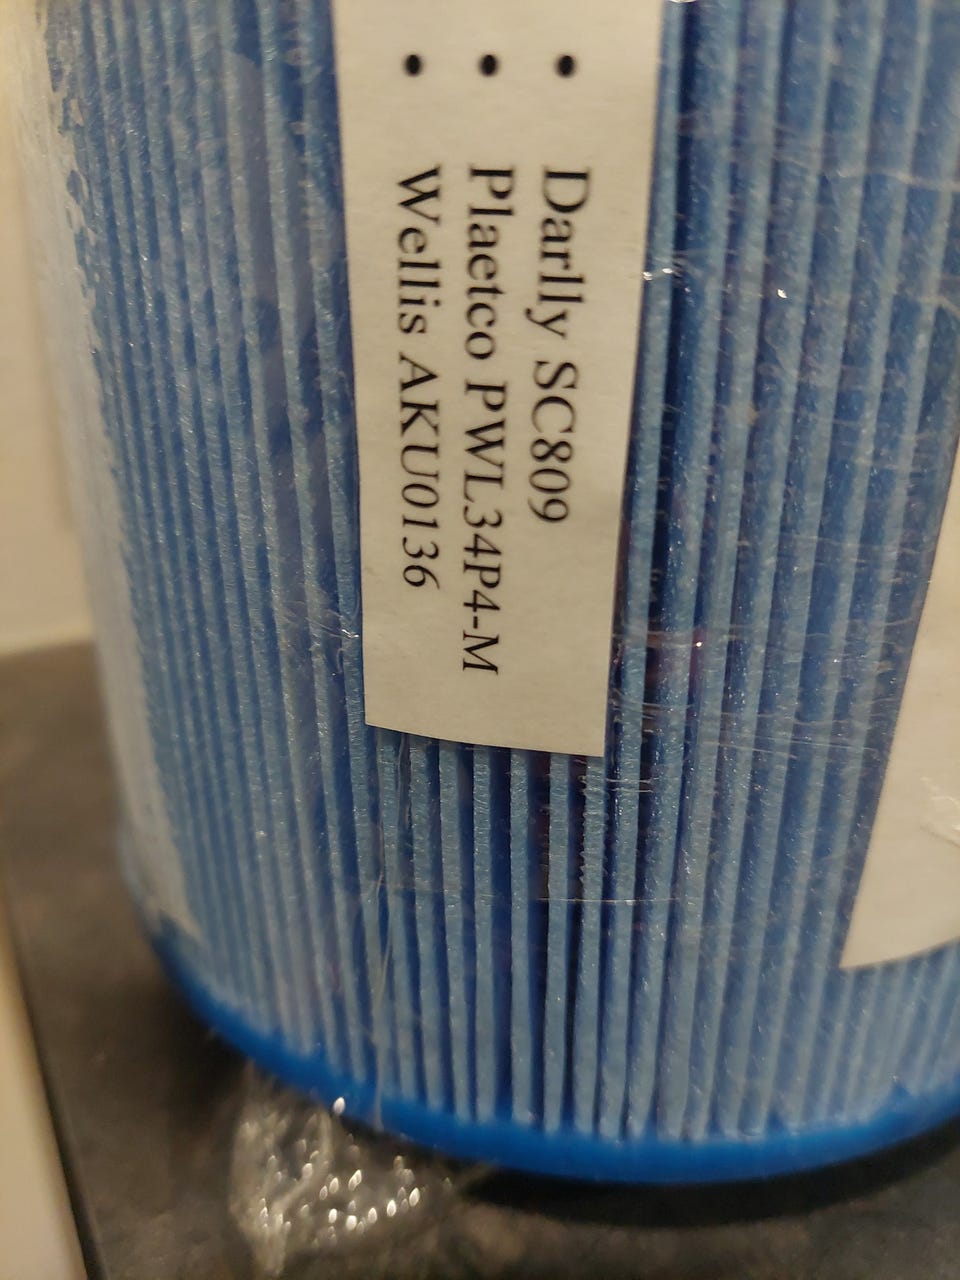 • Darlly SC809
• Plaetco PWL34P4-M
• Wellis AKU0136